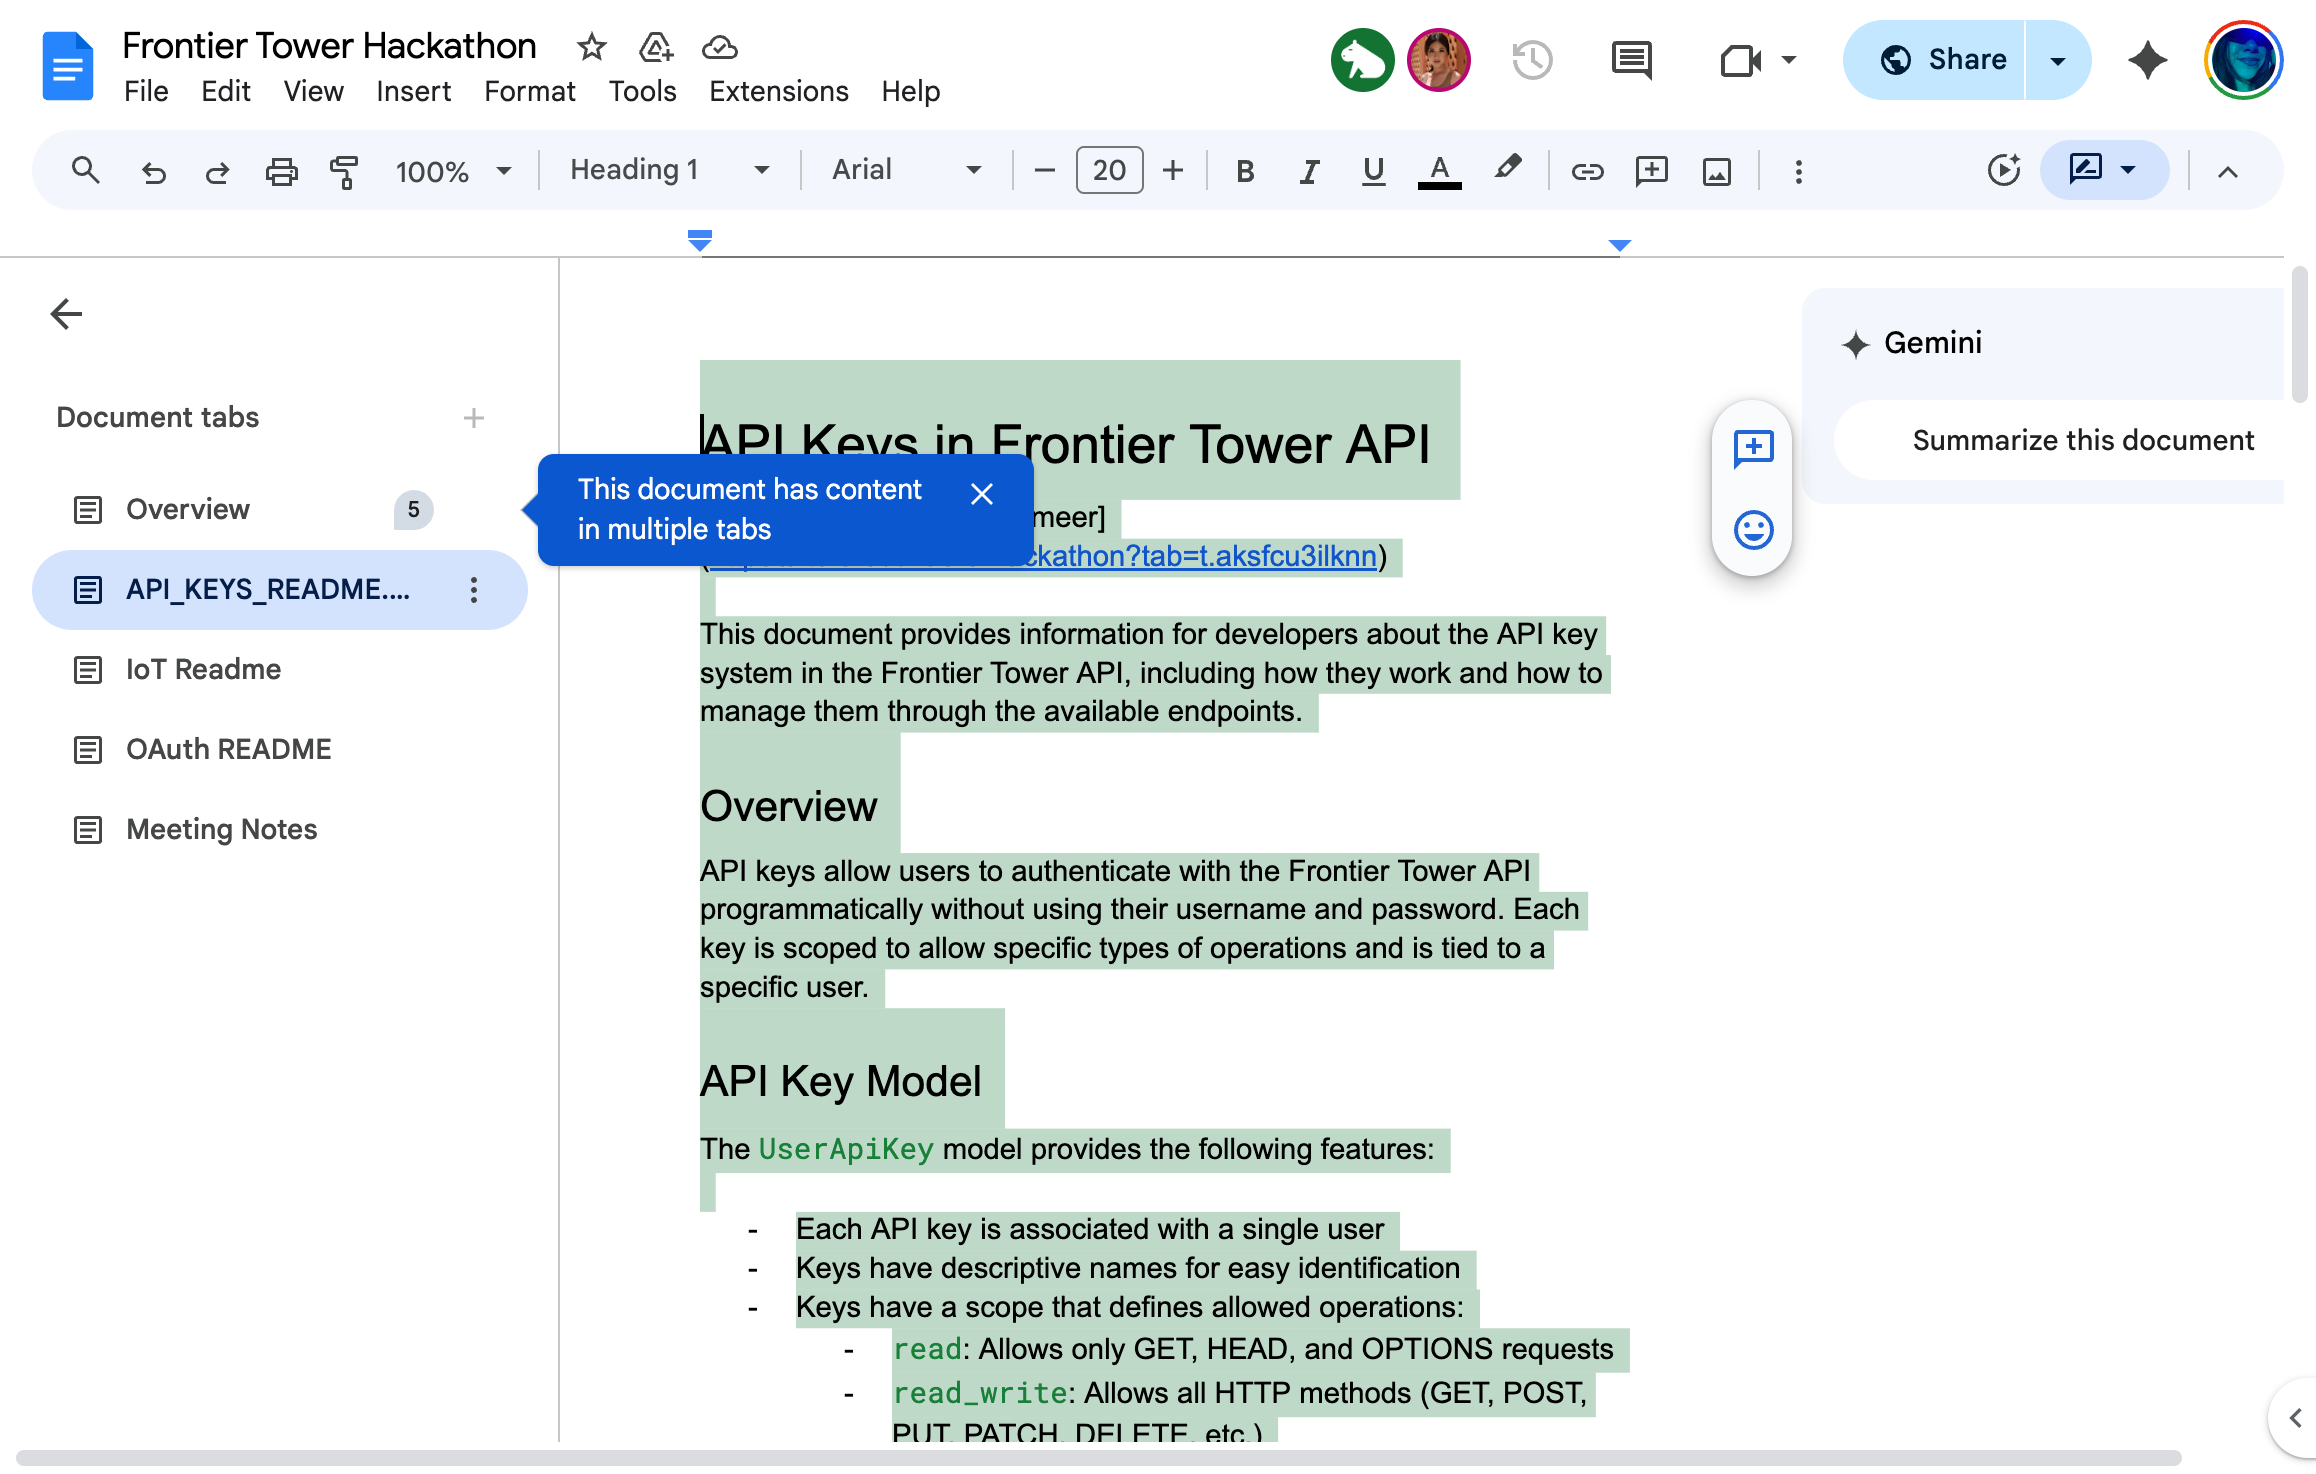 Frontier Tower Hackathon
File Edit View Insert Format Tools Extensions Help
Share
100% Heading 1 Arial 20 B I U A
Document tabs
Overview 5
API_KEYS_README....
IoT Readme
OAuth README
Meeting Notes
This document has content
in multiple tabs
API Keys in Frontier Tower API
meer]
ckathon?tab=t.aksfcu3ilknn)
This document provides information for developers about the API key
system in the Frontier Tower API, including how they work and how to
manage them through the available endpoints.
Overview
API keys allow users to authenticate with the Frontier Tower API
programmatically without using their username and password. Each
key is scoped to allow specific types of operations and is tied to a
specific user.
API Key Model
The UserApiKey model provides the following features:
- Each API key is associated with a single user
- Keys have descriptive names for easy identification
- Keys have a scope that defines allowed operations:
- read: Allows only GET, HEAD, and OPTIONS requests
- read_write: Allows all HTTP methods (GET, POST,
PUT, PATCH, DELETE, etc.)
Gemini
Summarize this document